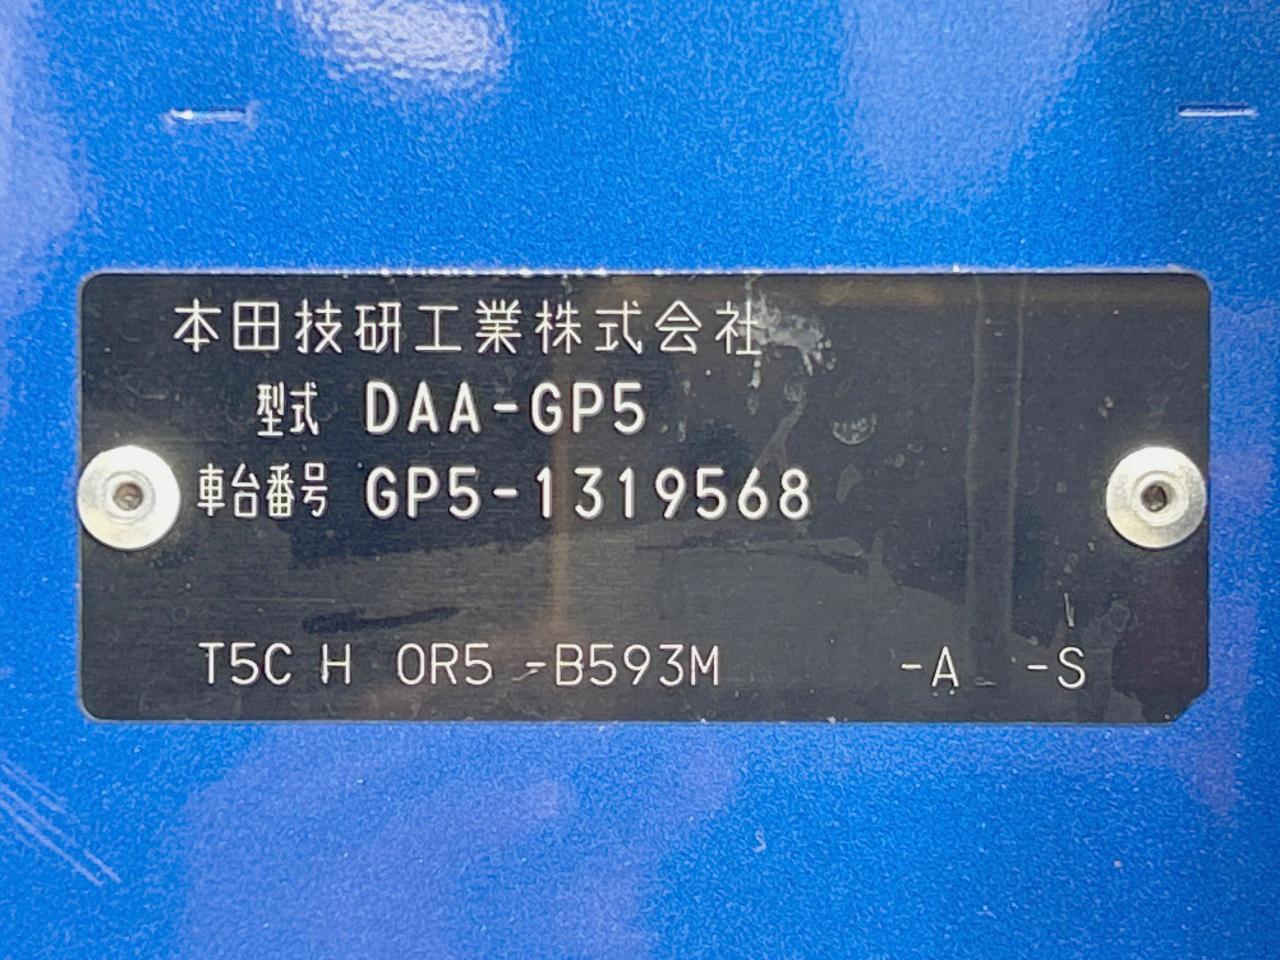 本田技研工業株式会社
型式 DAA-GP5
車台番号 GP5-1319568
T5C H 0R5 -B593M -A -S